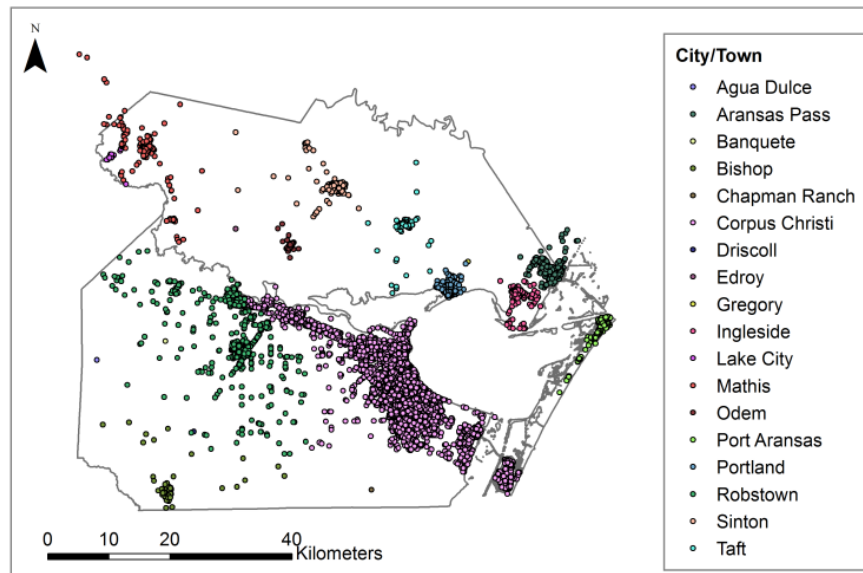 N
City/Town
Agua Dulce
Aransas Pass
Banquete
Bishop
Chapman Ranch
Corpus Christi
Driscoll
Edroy
Gregory
Ingleside
Lake City
Mathis
Odem
Port Aransas
Portland
Robstown
Sinton
Taft
0 10 20 40
Kilometers